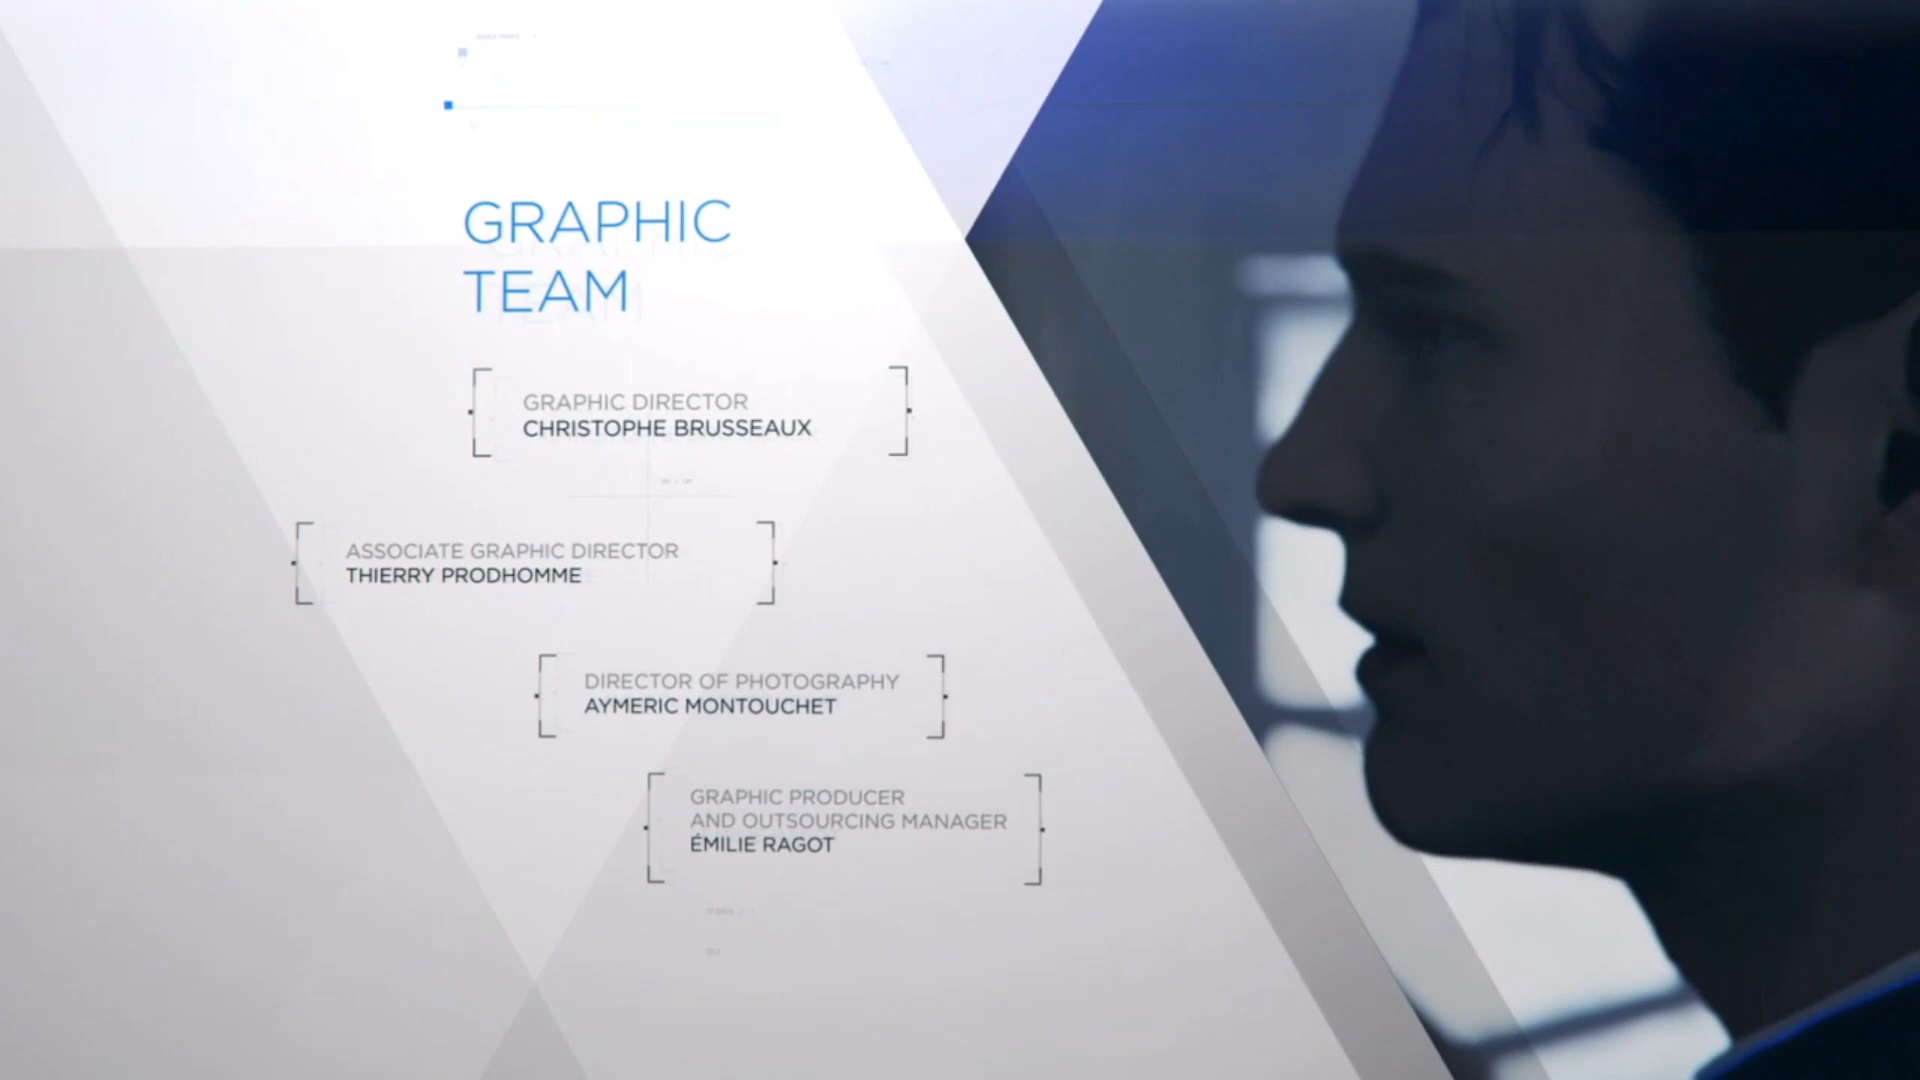 GRAPHIC
TEAM
GRAPHIC DIRECTOR
CHRISTOPHE BRUSSEAUX
ASSOCIATE GRAPHIC DIRECTOR
THIERRY PRODHOMME
DIRECTOR OF PHOTOGRAPHY
AYMERIC MONTOUCHET
GRAPHIC PRODUCER
AND OUTSOURCING MANAGER
ÉMILIE RAGOT